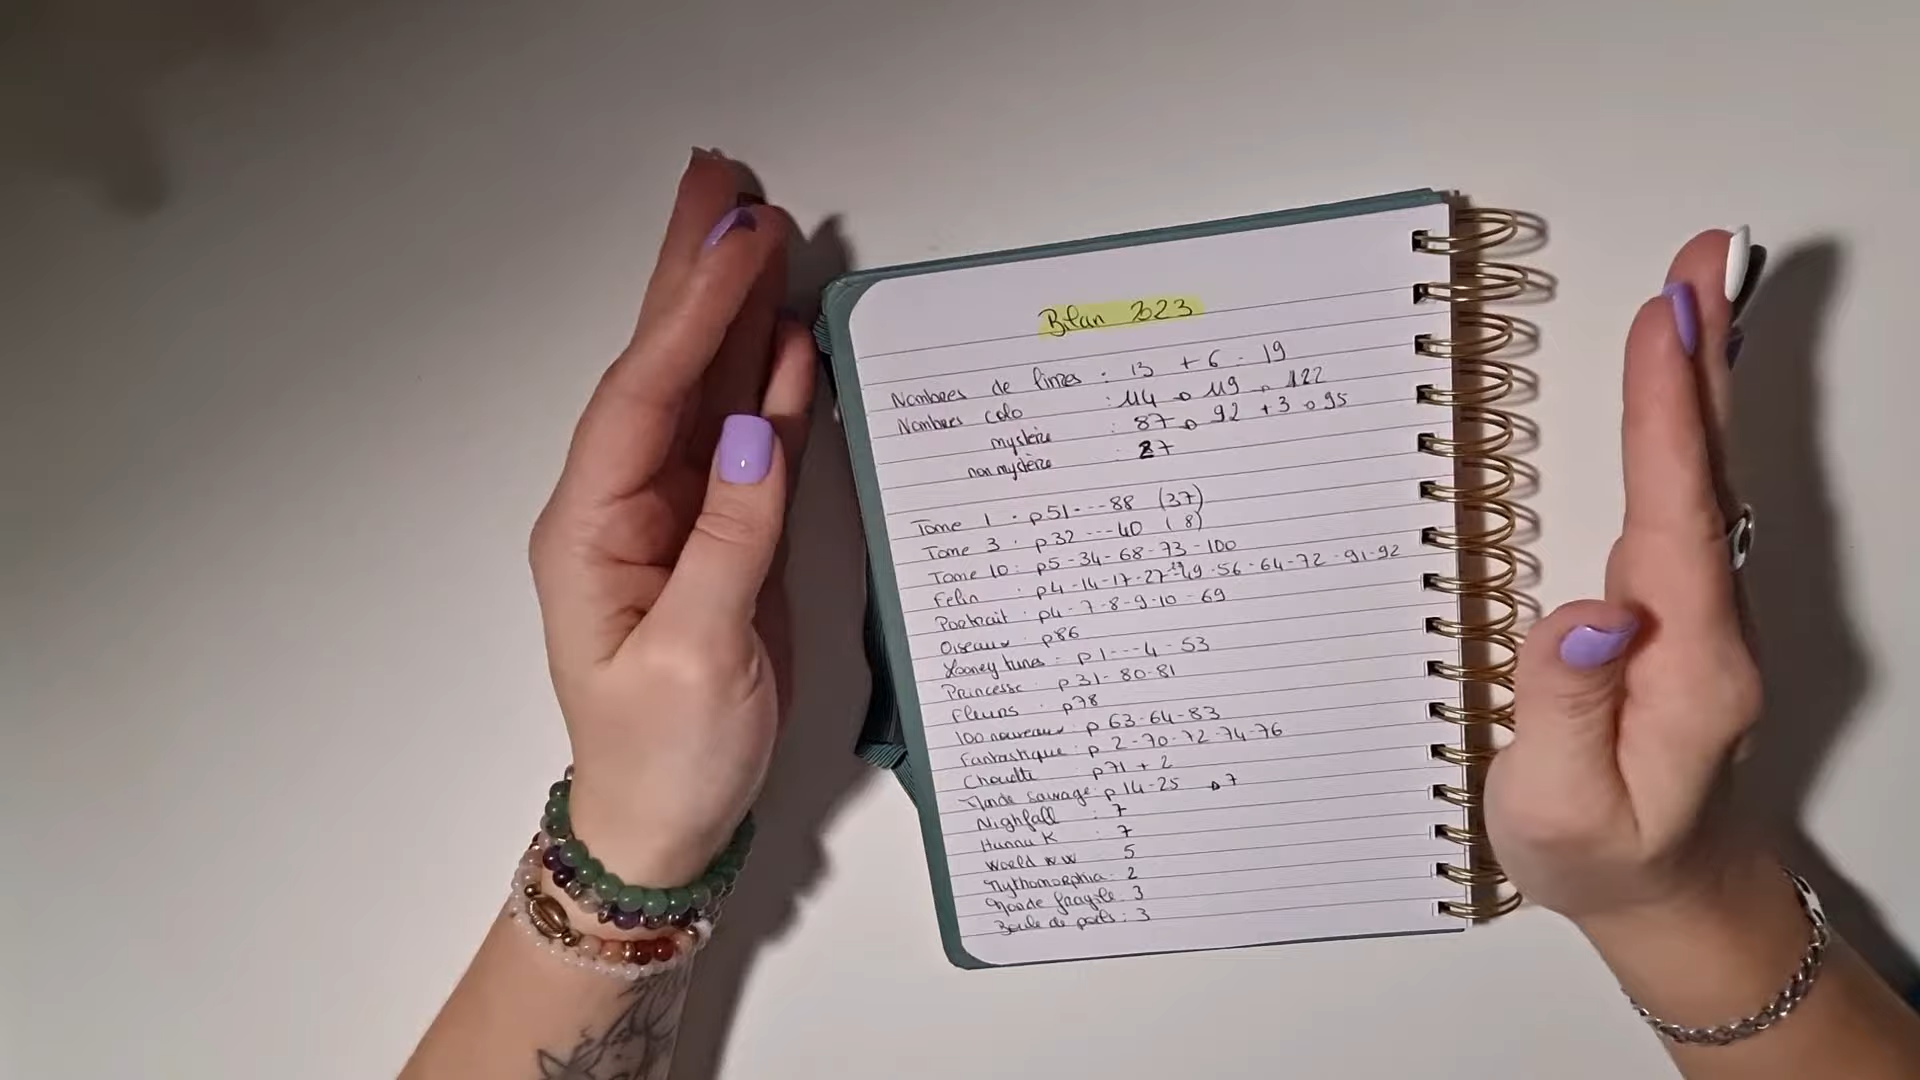 Bilan 2023
Nombres de livres : 13 + 6 - 19
Nombres colo : 114 → 119 → 122
mystère : 87 → 92 + 3 → 95
non mystère : 27
Tome 1 : p51---88 (37)
Tome 3 : p32---40 (8)
Tome 10 : p5-34-68-73-100
Felin : p4-14-17-27-49-56-64-72-91-92
Portrait : p4-7-8-9-10-69
Oiseaux : p86
Looney tunes : p1---4-53
Princesse : p31-80-81
Fleurs : p78
100 nouveaux : p63-64-83
Fantastique : p2-70-72-74-76
Chouette p71 + 2
Monde sauvage : p14-25 → 7
Nighfall : 7
Hanna K : 7
World w.w 5
Mythomorphia : 2
Monde fragile : 3
Boule de poils : 3